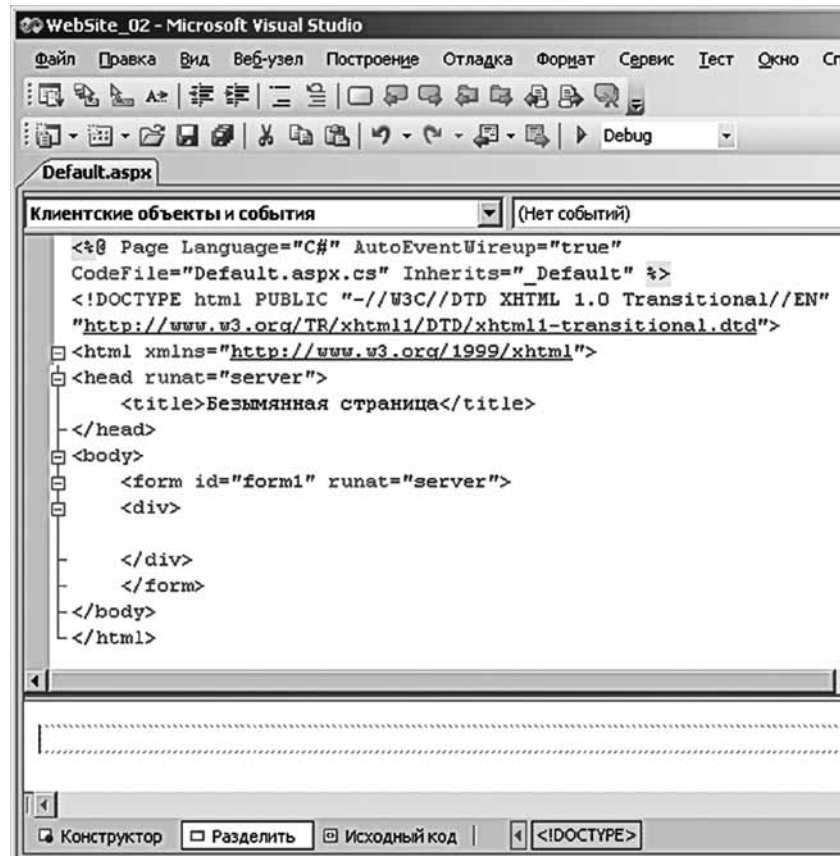 WebSite_02 - Microsoft Visual Studio
Файл Правка Вид Веб-узел Построение Отладка Формат Сервис Тест Окно Сп
Debug
Default.aspx
Клиентские объекты и события (Нет событий)
<%@ Page Language="C#" AutoEventWireup="true"
CodeFile="Default.aspx.cs" Inherits="_Default" %>
<!DOCTYPE html PUBLIC "-//W3C//DTD XHTML 1.0 Transitional//EN"
"http://www.w3.org/TR/xhtml1/DTD/xhtml1-transitional.dtd">
<html xmlns="http://www.w3.org/1999/xhtml">
<head runat="server">
<title>Безымянная страница</title>
</head>
<body>
<form id="form1" runat="server">
<div>
</div>
</form>
</body>
</html>
Конструктор Разделить Исходный код <!DOCTYPE>